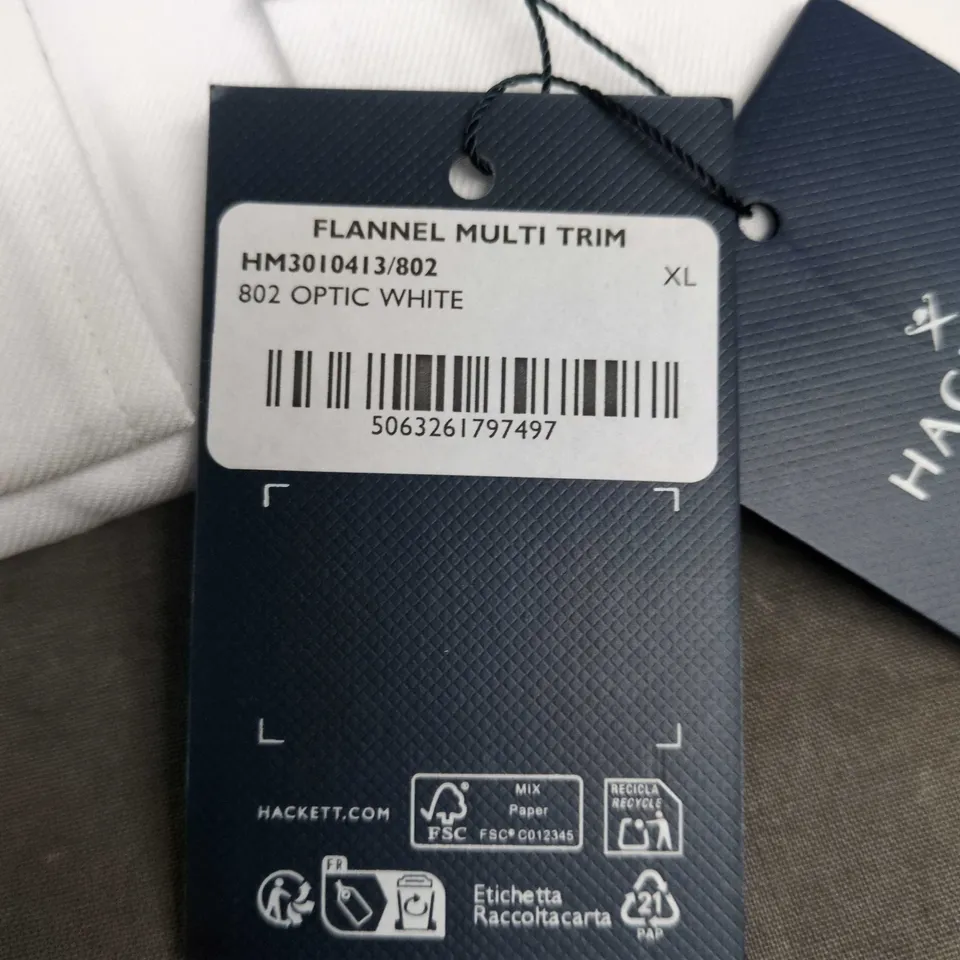 FLANNEL MULTI TRIM
HM3010413/802
XL
802 OPTIC WHITE
5063261797497
HAC
HACKETT.COM
FSC®
MIX
Paper
FSC® C012345
RECICLA
RECYCLE
FR
Etichetta
Raccoltacarta
21
PAP